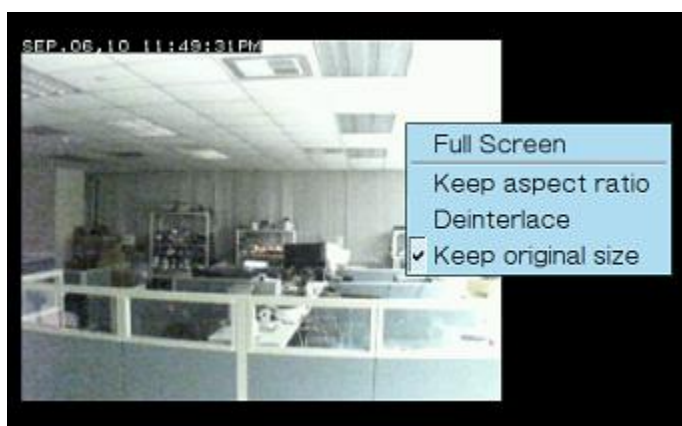 SEP.06,10 11:49:31PM
Full Screen
Keep aspect ratio
Deinterlace
Keep original size